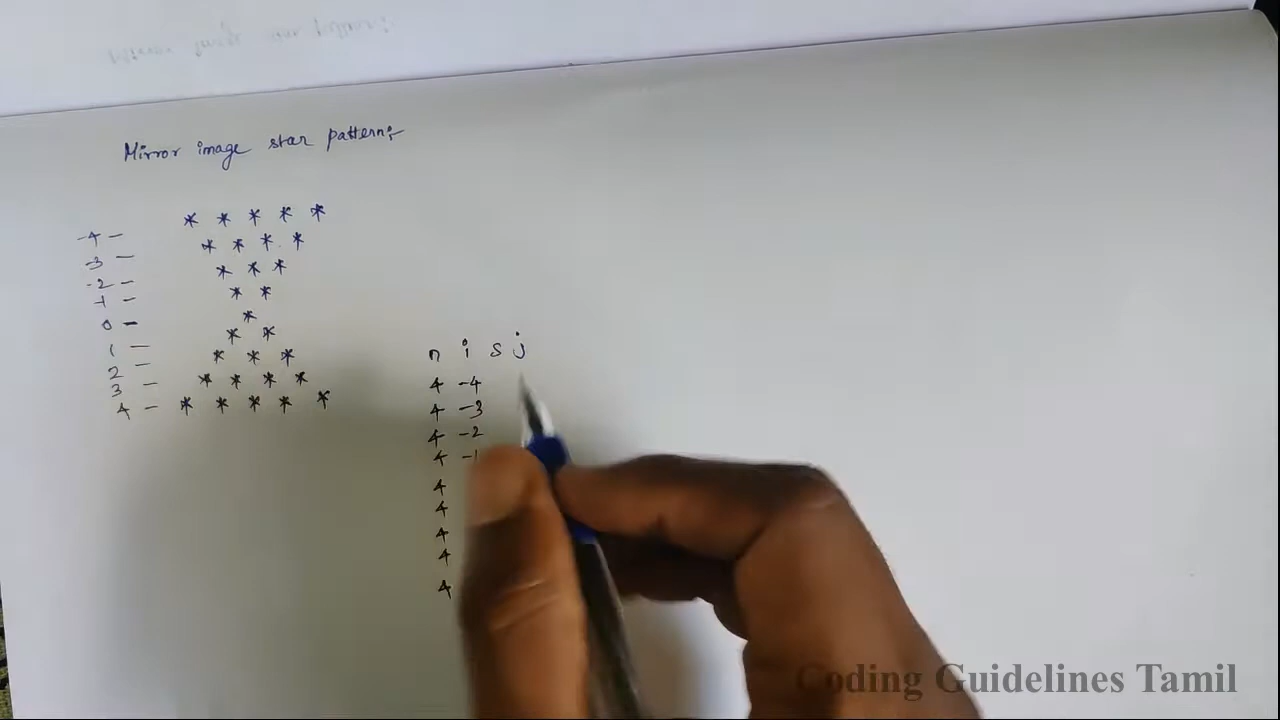 Mirror image star pattern:
-4 - * * * * *
-3 - * * * *
-2 - * * *
-1 - * *
0 - *
1 - * *
2 - * * *
3 - * * * *
4 - * * * * *
n i s j
4 -4
4 -3
4 -2
4 -1
4
4
4
4
4
Coding Guidelines Tamil